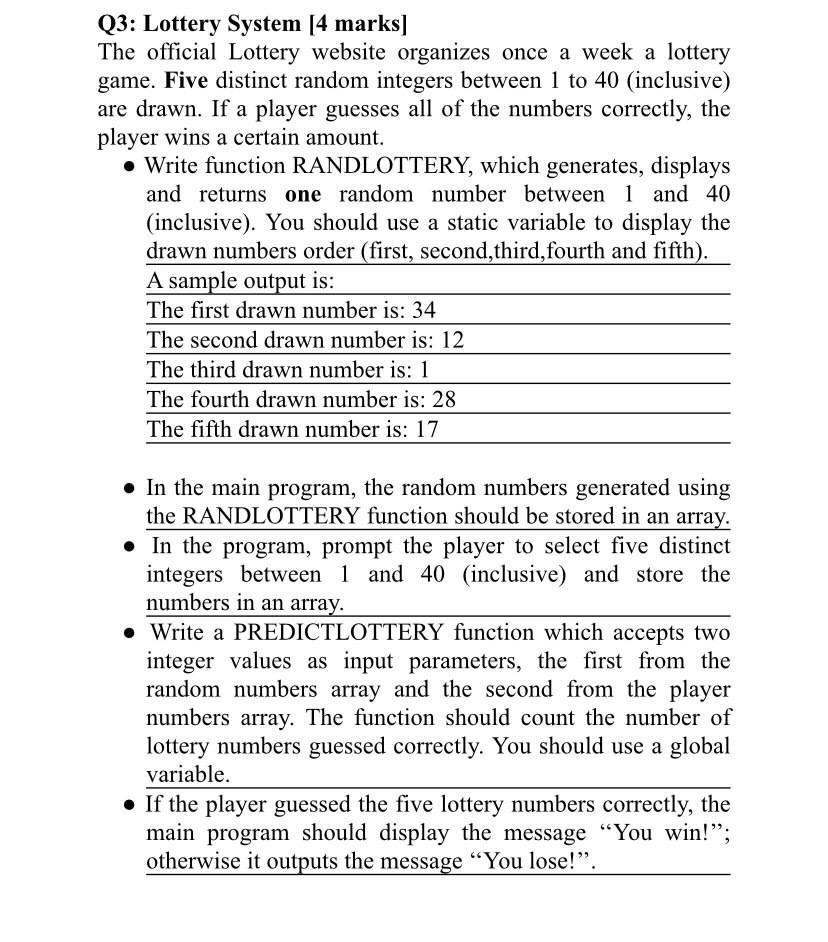 Q3: Lottery System [4 marks]
The official Lottery website organizes once a week a lottery
game. Five distinct random integers between 1 to 40 (inclusive)
are drawn. If a player guesses all of the numbers correctly, the
player wins a certain amount.
● Write function RANDLOTTERY, which generates, displays
and returns one random number between 1 and 40
(inclusive). You should use a static variable to display the
drawn numbers order (first, second,third,fourth and fifth).
A sample output is:
The first drawn number is: 34
The second drawn number is: 12
The third drawn number is: 1
The fourth drawn number is: 28
The fifth drawn number is: 17
● In the main program, the random numbers generated using
the RANDLOTTERY function should be stored in an array.
● In the program, prompt the player to select five distinct
integers between 1 and 40 (inclusive) and store the
numbers in an array.
● Write a PREDICTLOTTERY function which accepts two
integer values as input parameters, the first from the
random numbers array and the second from the player
numbers array. The function should count the number of
lottery numbers guessed correctly. You should use a global
variable.
● If the player guessed the five lottery numbers correctly, the
main program should display the message ‘‘You win!’’;
otherwise it outputs the message ‘‘You lose!’’.